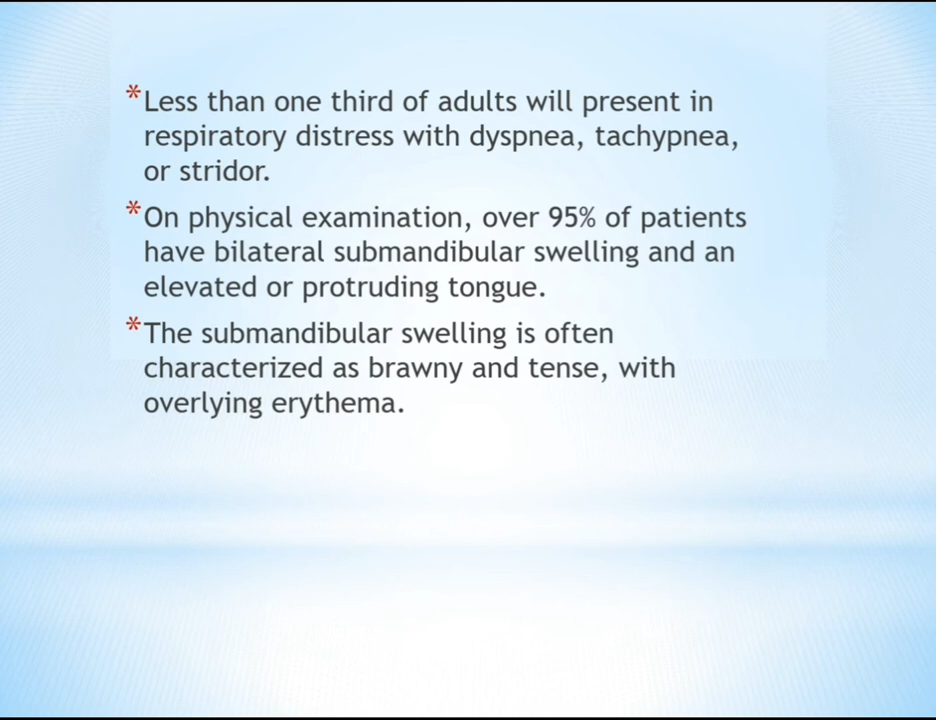 *Less than one third of adults will present in
respiratory distress with dyspnea, tachypnea,
or stridor.
*On physical examination, over 95% of patients
have bilateral submandibular swelling and an
elevated or protruding tongue.
*The submandibular swelling is often
characterized as brawny and tense, with
overlying erythema.